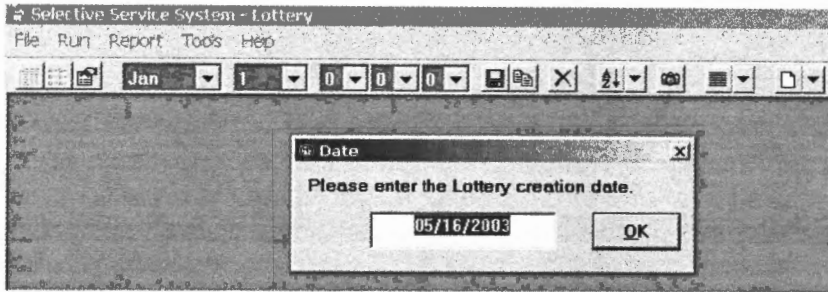 Selective Service System - Lottery
File Run Report Tools Help
Jan 1 0 0 0
Date
Please enter the Lottery creation date.
05/16/2003
OK